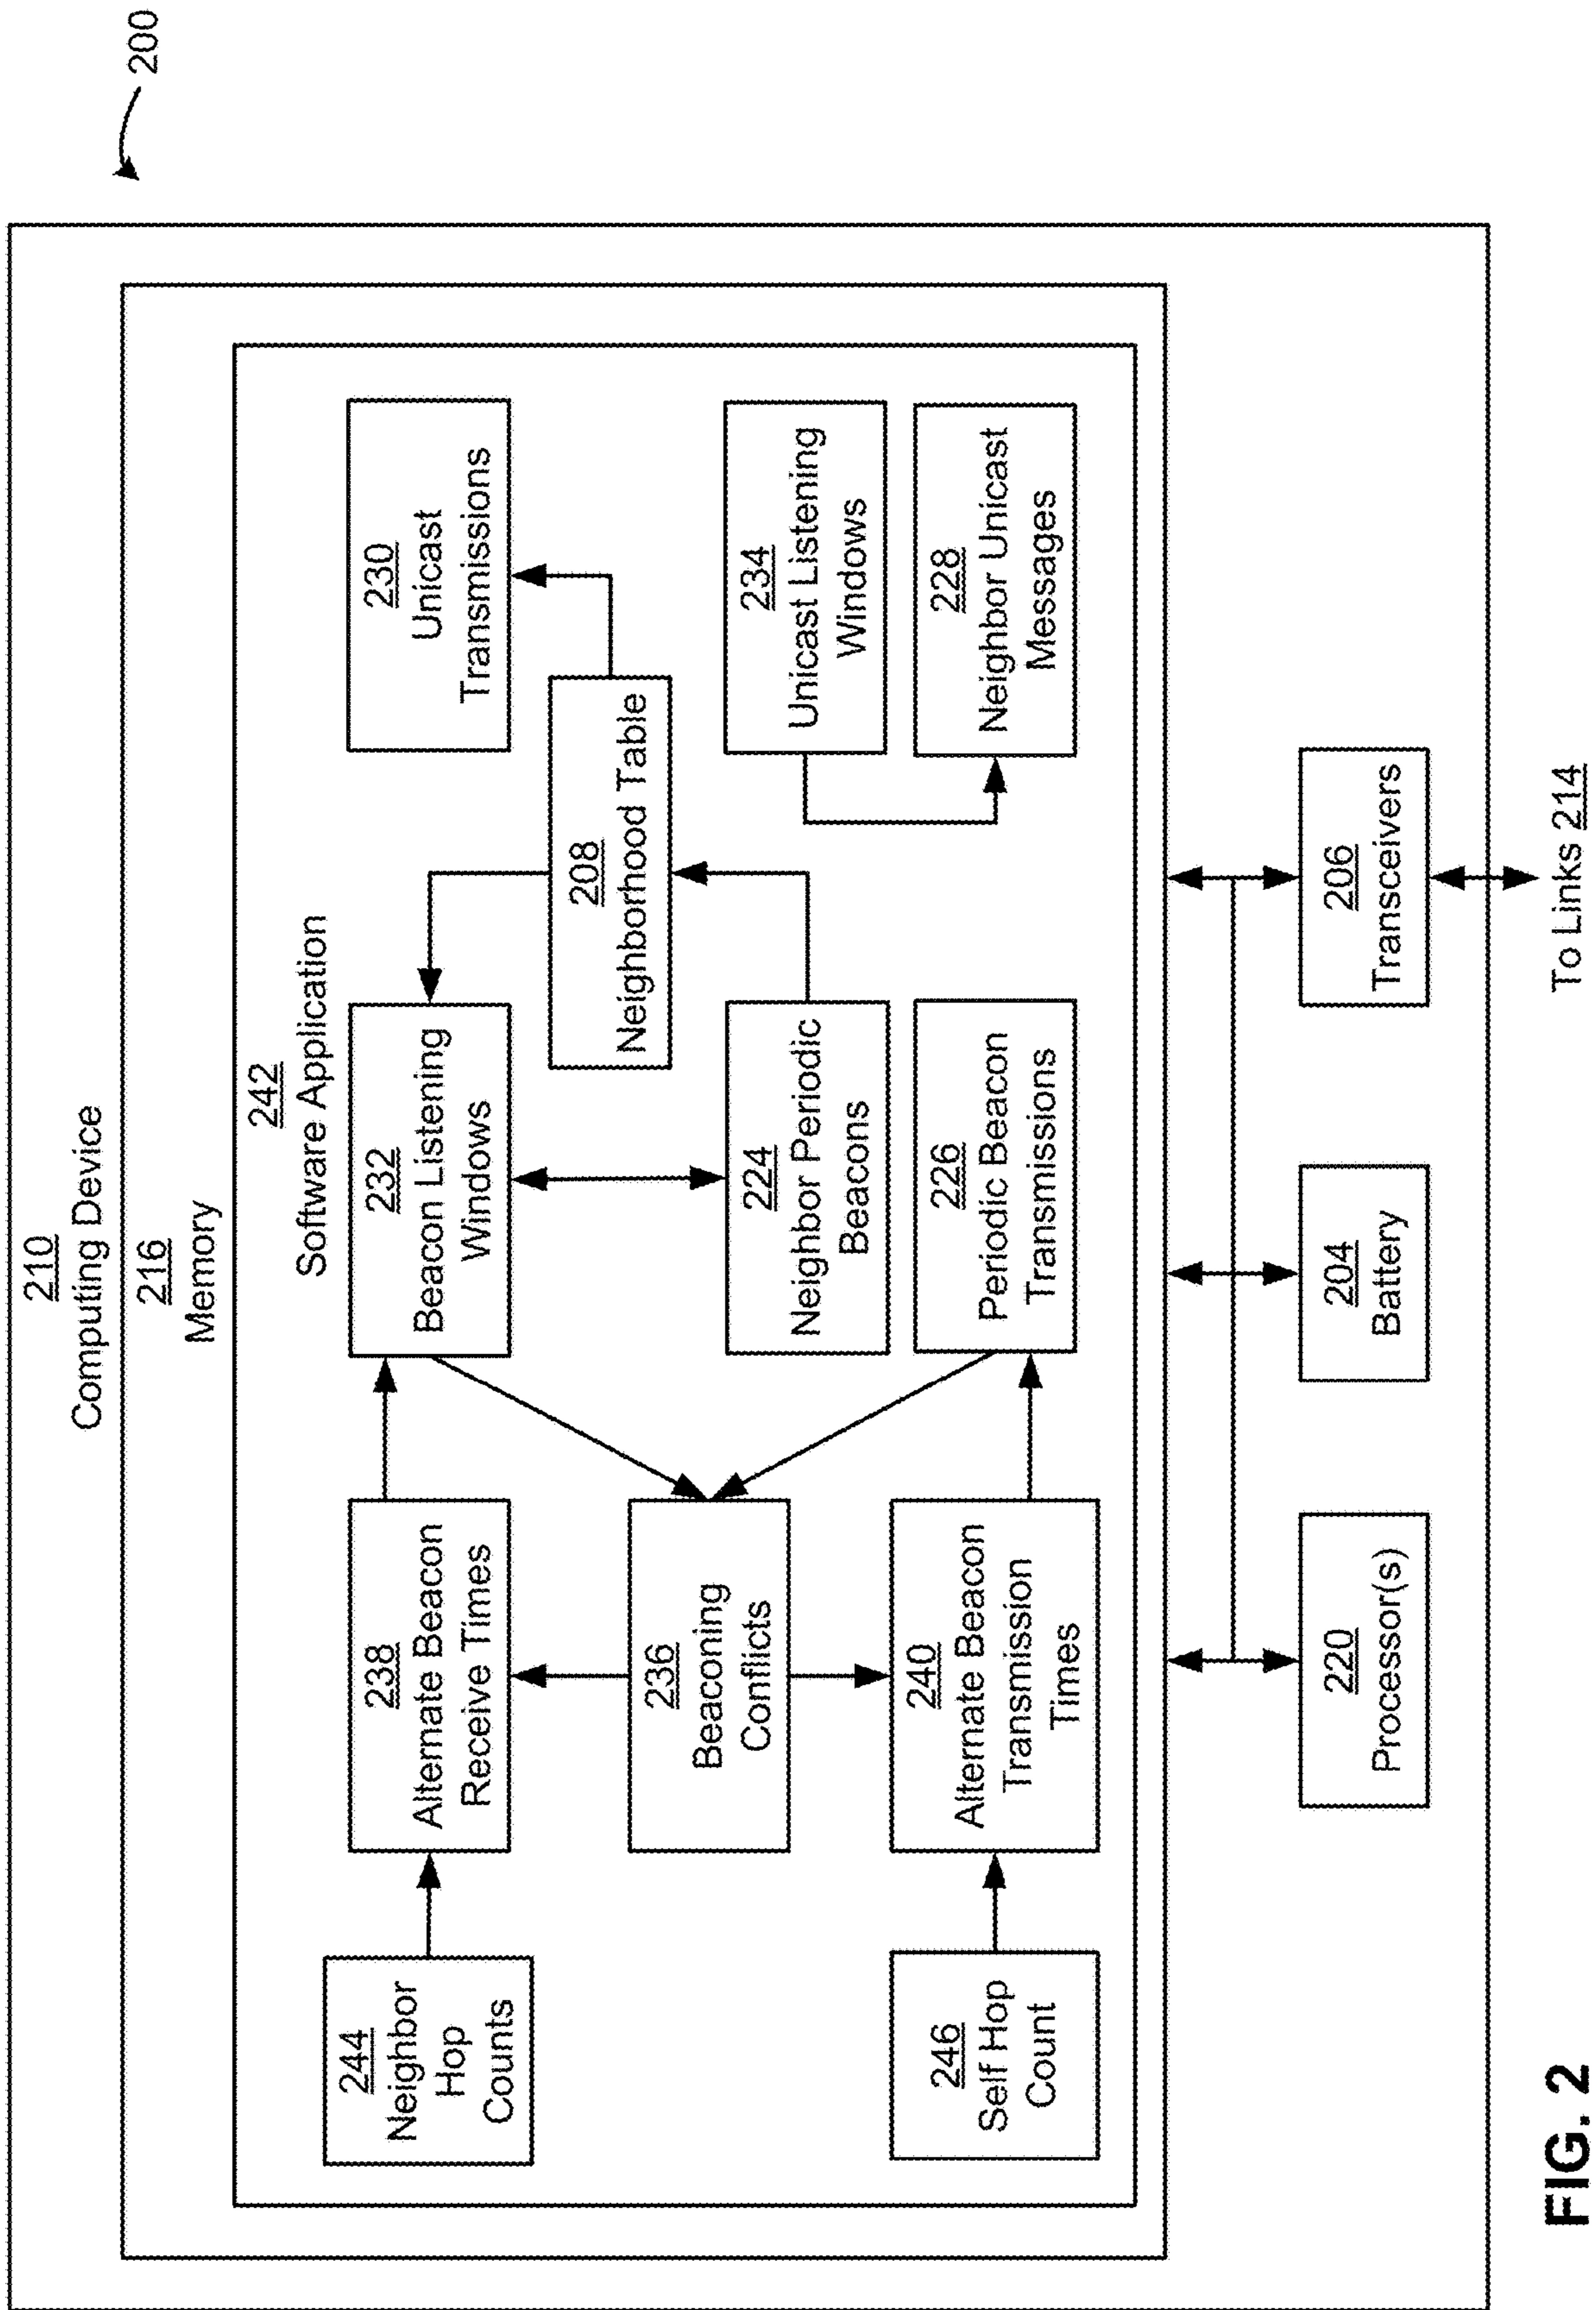 200
210
Computing Device
216
Memory
242
Software Application
244
Neighbor
Hop
Counts
238
Alternate Beacon
Receive Times
232
Beacon Listening
Windows
230
Unicast
Transmissions
208
Neighborhood Table
236
Beaconing
Conflicts
224
Neighbor Periodic
Beacons
234
Unicast Listening
Windows
246
Self Hop
Count
240
Alternate Beacon
Transmission
Times
226
Periodic Beacon
Transmissions
228
Neighbor Unicast
Messages
220
Processor(s)
204
Battery
206
Transceivers
To Links 214
FIG. 2